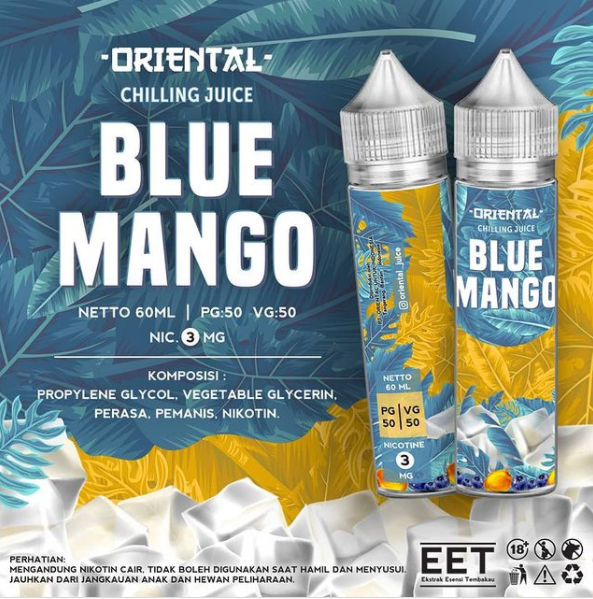 -ORIENTAL-
CHILLING JUICE
BLUE
MANGO
NETTO 60ML | PG:50 VG:50
NIC. 3 MG
KOMPOSISI :
PROPYLENE GLYCOL, VEGETABLE GLYCERIN,
PERASA, PEMANIS, NIKOTIN.
oriental_juice
NETTO
60 ML
PG VG
50 50
NICOTINE
3
MG
-ORIENTAL-
CHILLING JUICE
BLUE
MANGO
PERHATIAN:
MENGANDUNG NIKOTIN CAIR. TIDAK BOLEH DIGUNAKAN SAAT HAMIL DAN MENYUSUI.
JAUHKAN DARI JANGKAUAN ANAK DAN HEWAN PELIHARAAN.
EET
Ekstrak Esensi Tembakau
18+